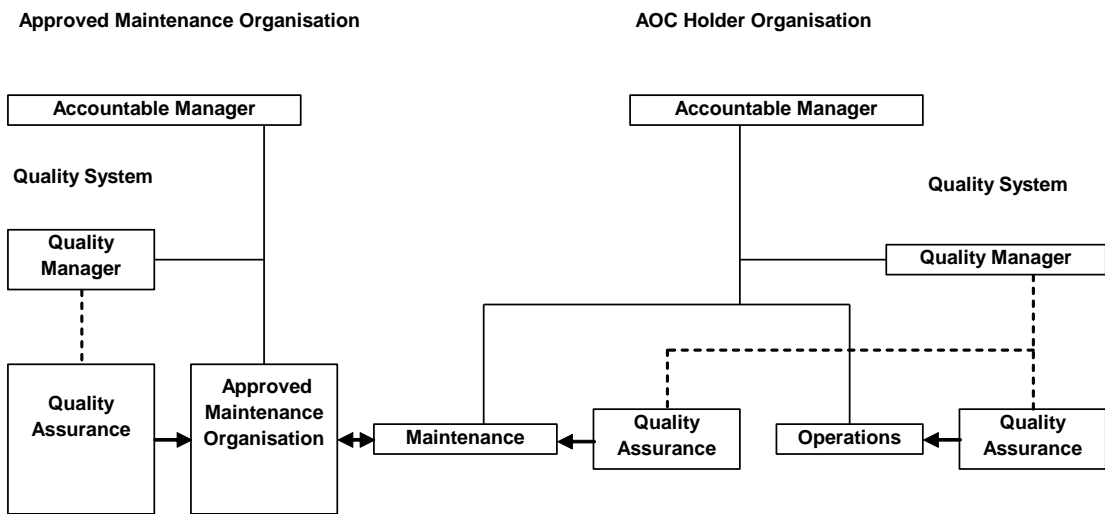 Approved Maintenance Organisation
AOC Holder Organisation
Accountable Manager
Accountable Manager
Quality System
Quality System
Quality
Manager
Quality Manager
Quality
Assurance
Approved
Maintenance
Organisation
Maintenance
Quality
Assurance
Operations
Quality
Assurance